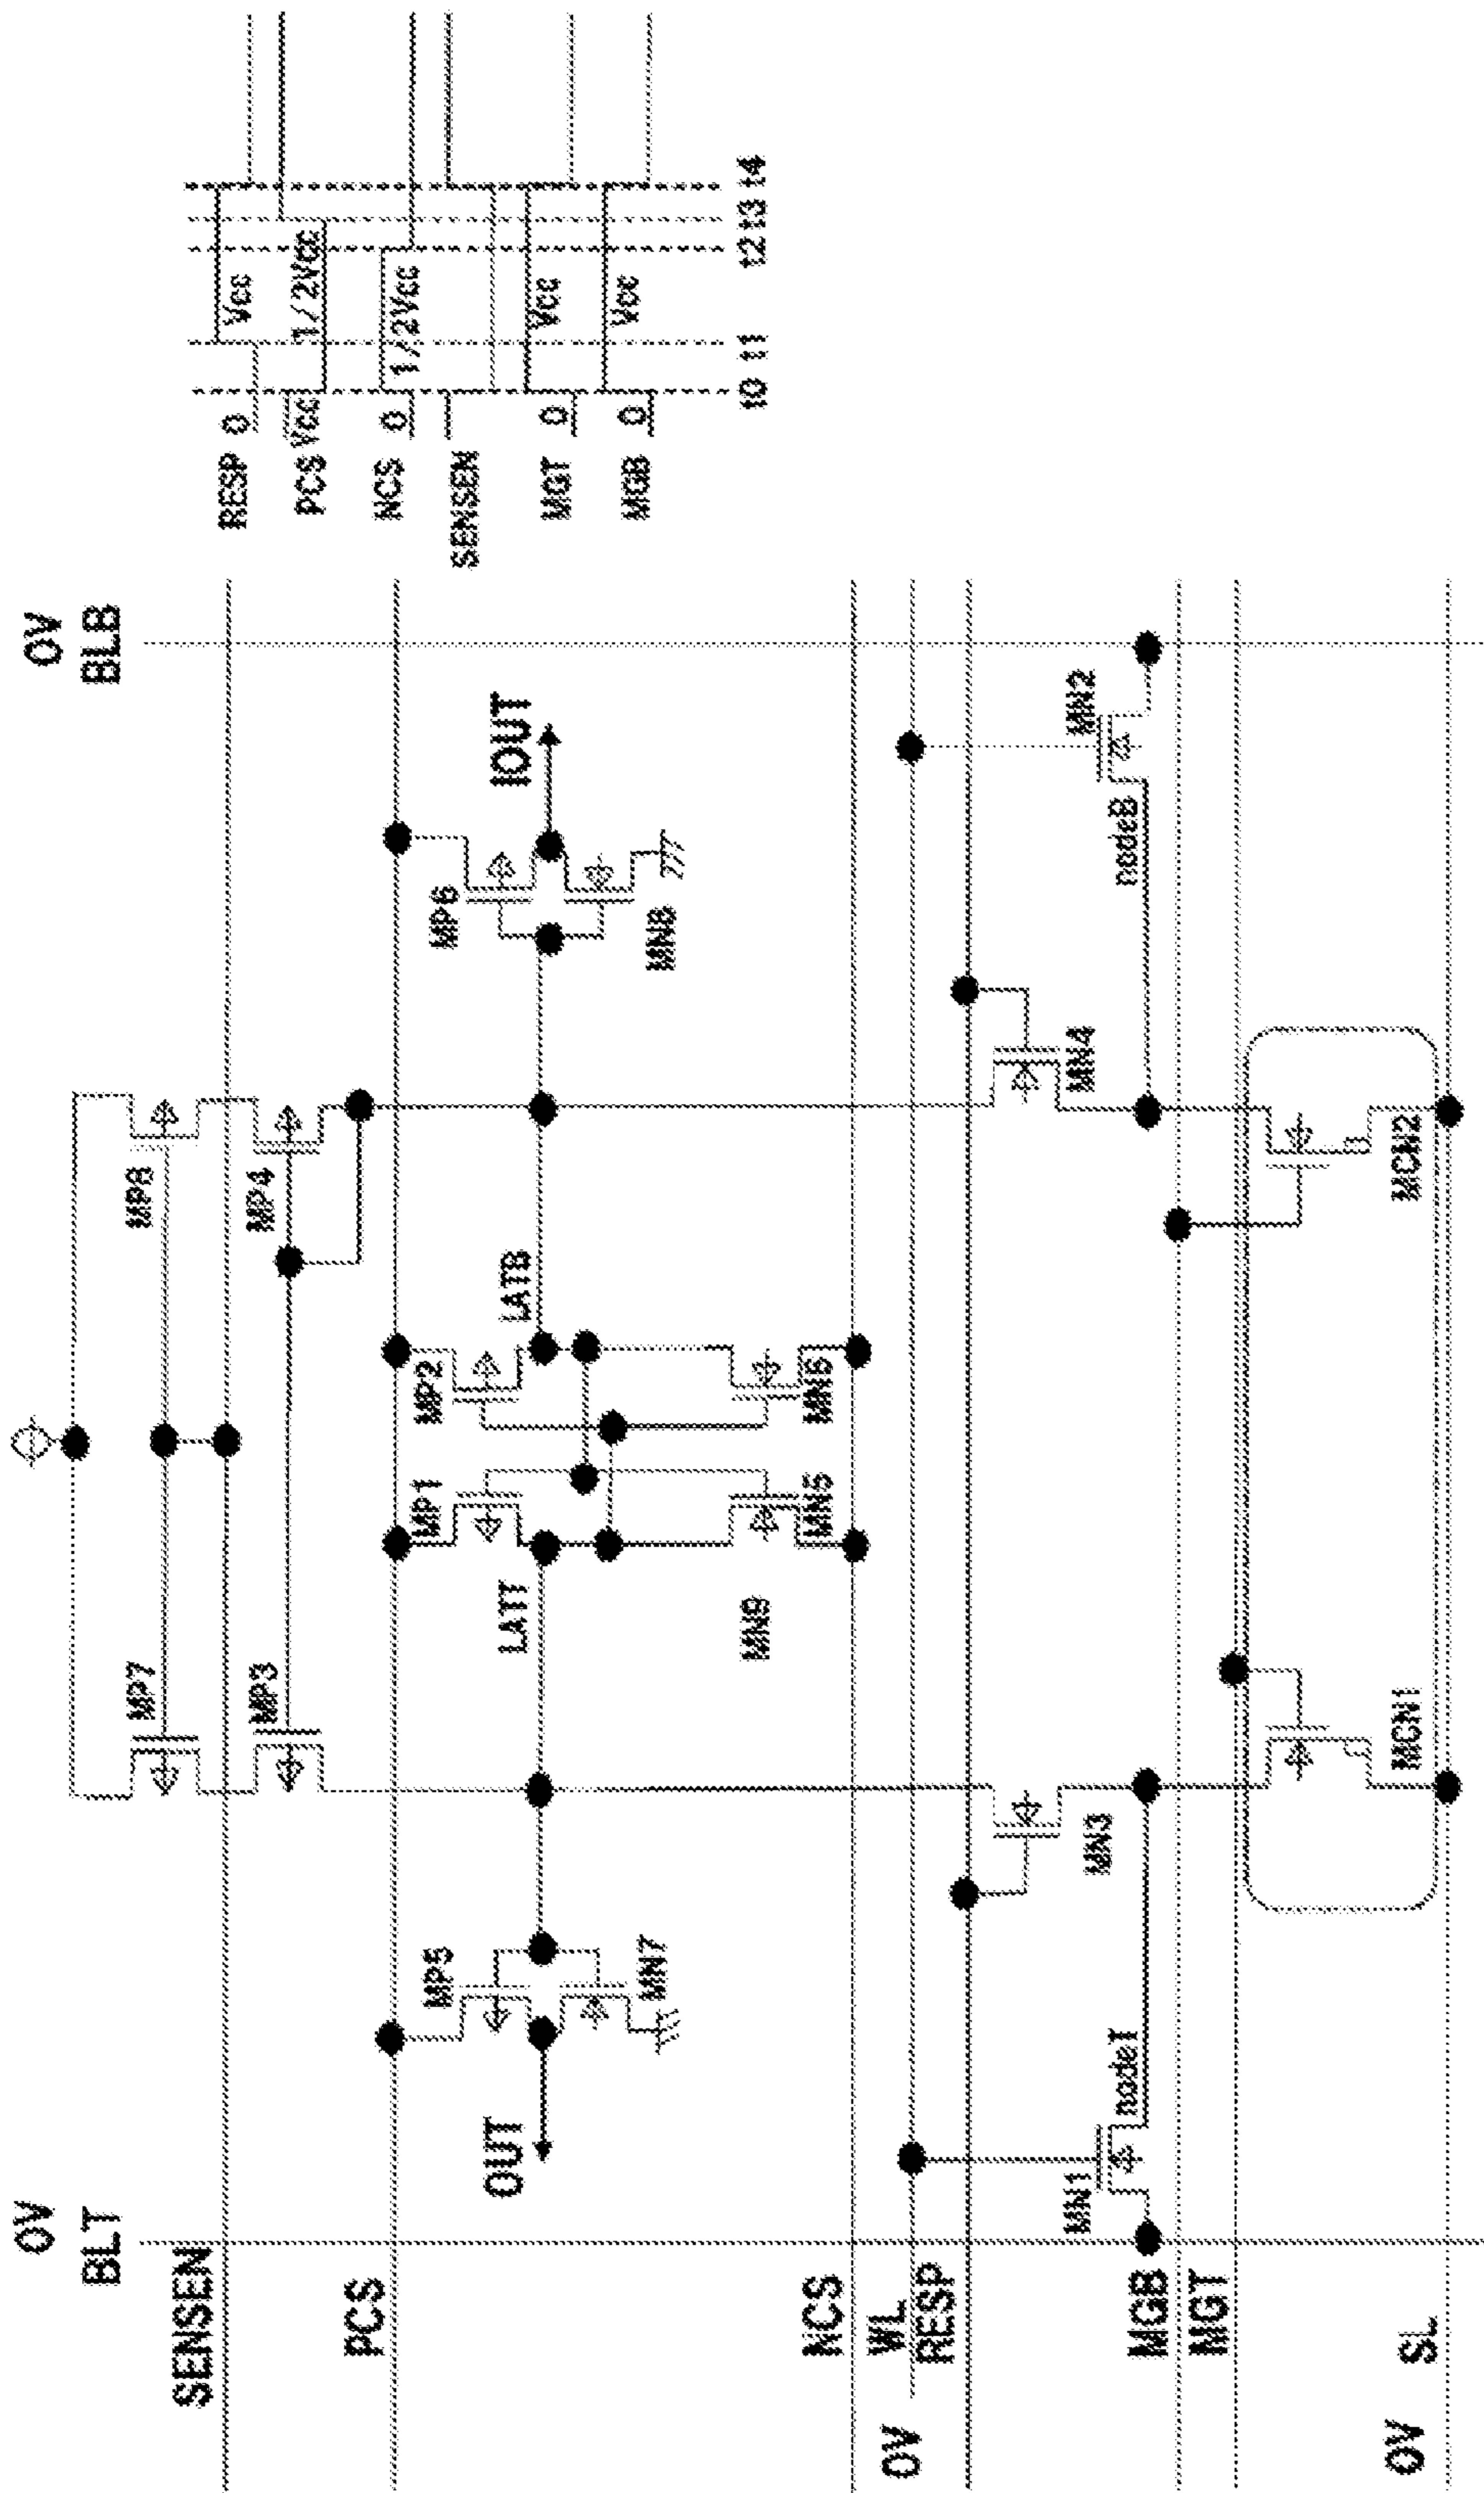 0V
BLT
0V
BLB
SENSEN
MP7
MP8
MP3
MP4
PCS
MP5
MP1
MP2
MP6
OUT
LATT
LATB
IOUT
MN7
MN9
MN5
MN6
MN8
NCS
0V WL
RESP
MN3
MN4
MN1
nodeT
nodeB
MN2
MGB
MGT
MCN1
MCN2
0V SL
RESP 0 Vcc
PCS Vcc 1/2Vcc
NCS 0 1/2Vcc
SENSEN
MGT 0 Vcc
MGB 0 Vcc
t0 t1 t2 t3 t4